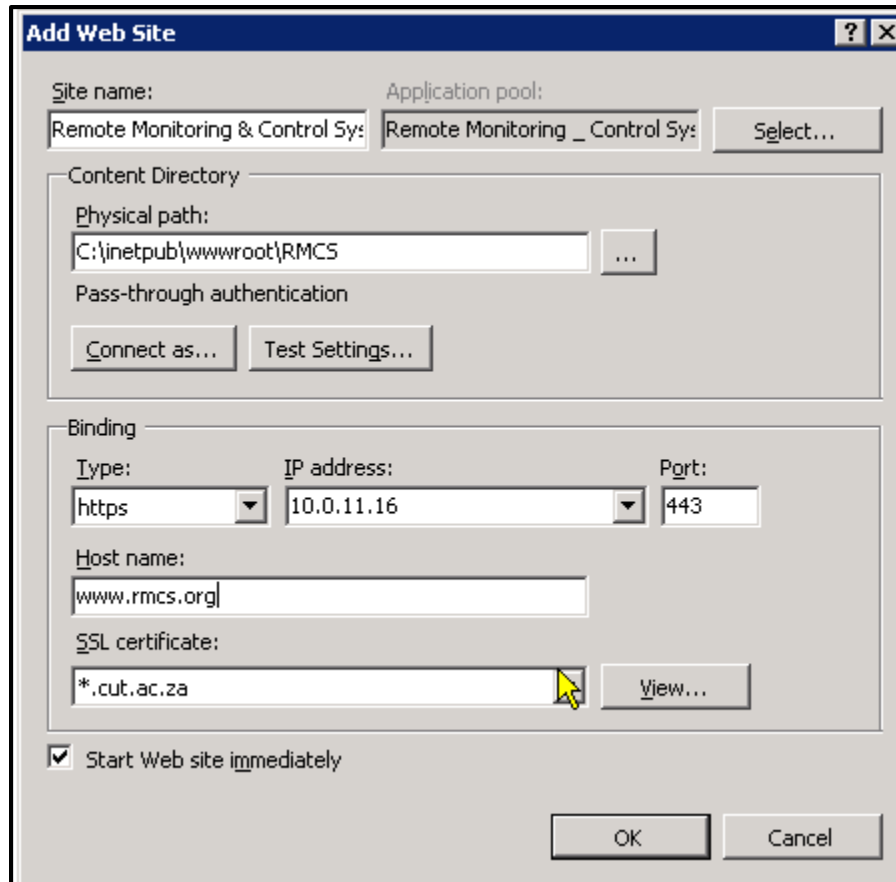 Add Web Site
Site name: Application pool:
Remote Monitoring & Control Sys Remote Monitoring _ Control Sys Select...
Content Directory
Physical path:
C:\inetpub\wwwroot\RMCS ...
Pass-through authentication
Connect as... Test Settings...
Binding
Type: IP address: Port:
https 10.0.11.16 443
Host name:
www.rmcs.org
SSL certificate:
*.cut.ac.za View...
Start Web site immediately
OK Cancel